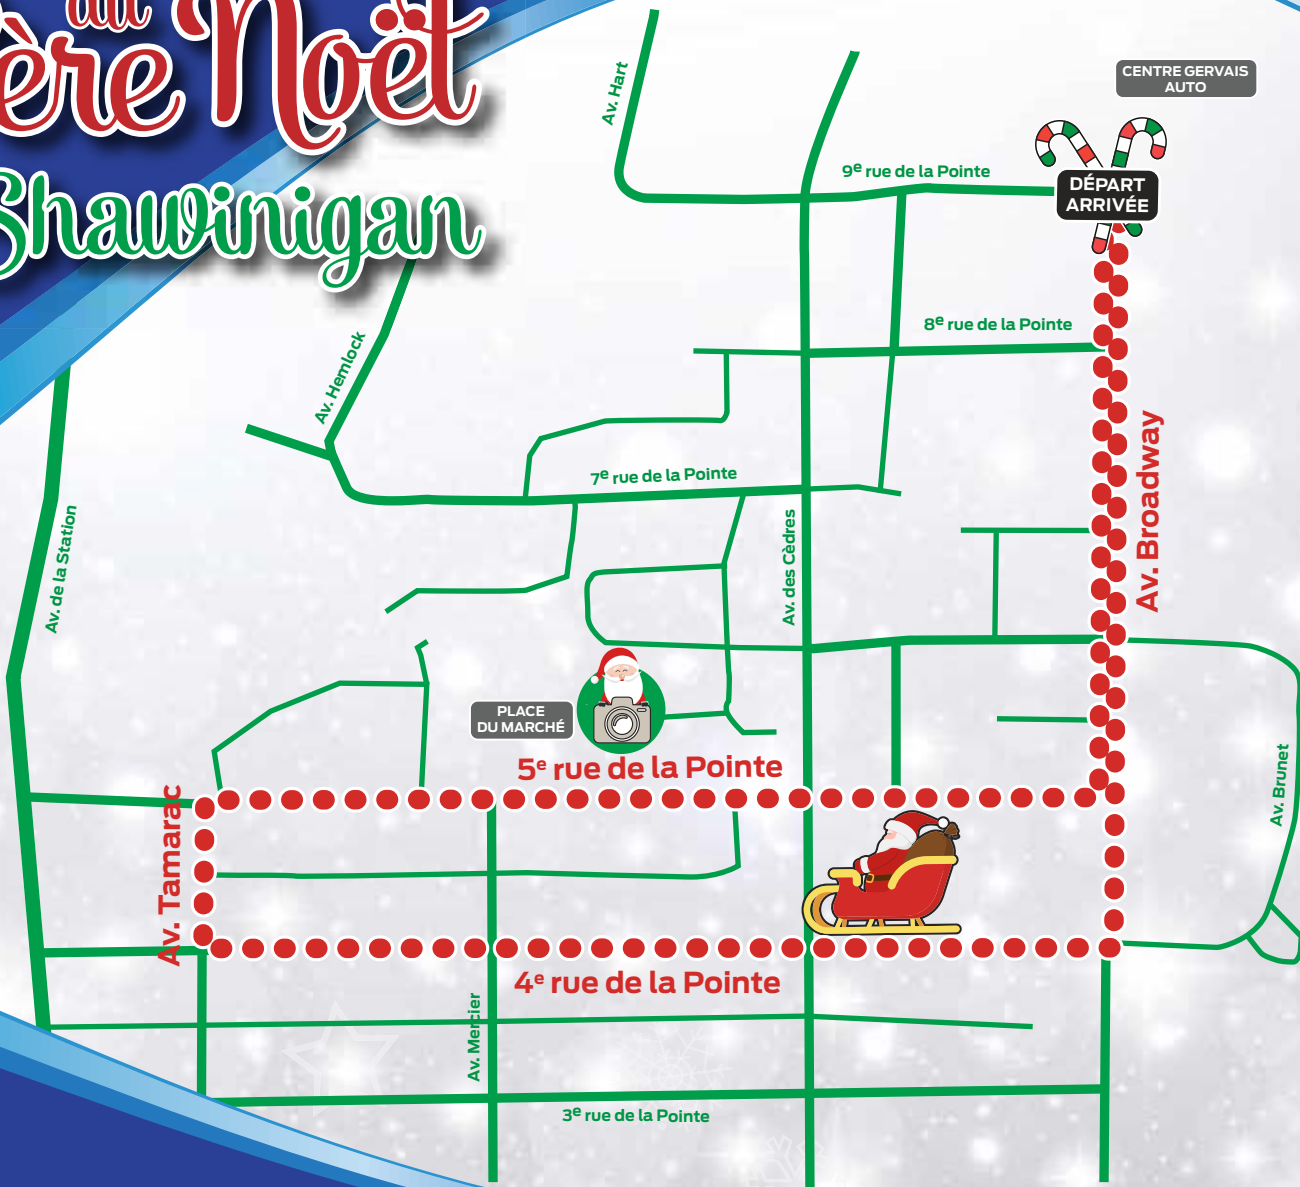 du
ère Noël
Shawinigan
CENTRE GERVAIS
AUTO
Av. Hart
9e rue de la Pointe
DÉPART
ARRIVÉE
8e rue de la Pointe
Av. Hemlock
7e rue de la Pointe
Av. Broadway
Av. de la Station
Av. des Cèdres
PLACE
DU MARCHÉ
5e rue de la Pointe
Av. Brunet
Av. Tamarac
4e rue de la Pointe
Av. Mercier
3e rue de la Pointe